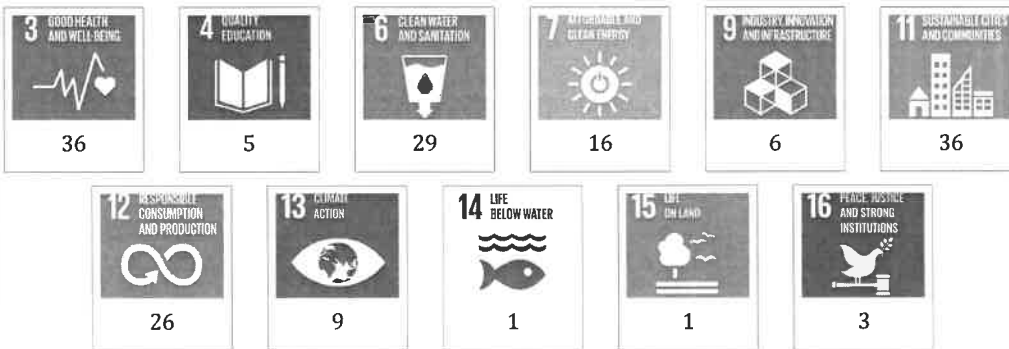 3 GOOD HEALTH
AND WELL-BEING
36
4 QUALITY
EDUCATION
5
6 CLEAN WATER
AND SANITATION
29
7 AFFORDABLE AND
CLEAN ENERGY
16
9 INDUSTRY, INNOVATION
AND INFRASTRUCTURE
6
11 SUSTAINABLE CITIES
AND COMMUNITIES
36
12 RESPONSIBLE
CONSUMPTION
AND PRODUCTION
26
13 CLIMATE
ACTION
9
14 LIFE
BELOW WATER
1
15 LIFE
ON LAND
1
16 PEACE, JUSTICE
AND STRONG
INSTITUTIONS
3